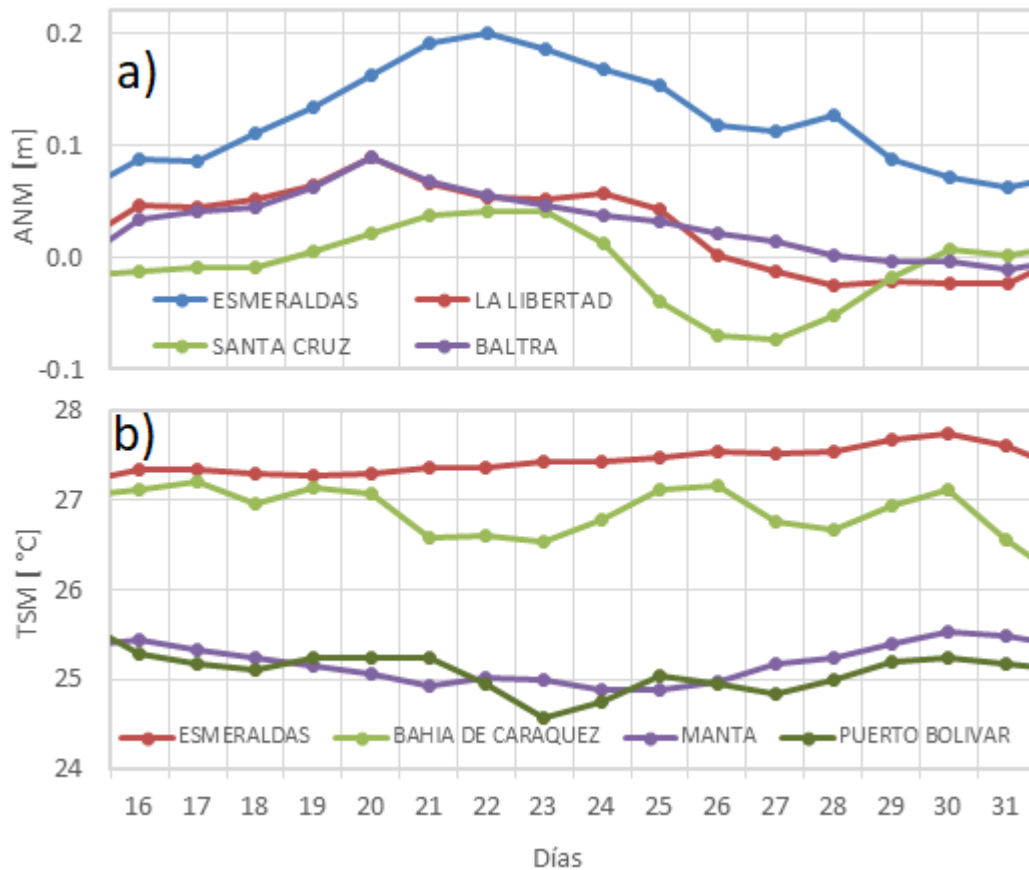 a)
ANM [m]
0.2
0.1
0.0
-0.1
ESMERALDAS LA LIBERTAD
SANTA CRUZ BALTRA
b)
TSM [ °C]
28
27
26
25
24
ESMERALDAS BAHIA DE CARAQUEZ MANTA PUERTO BOLIVAR
16 17 18 19 20 21 22 23 24 25 26 27 28 29 30 31
Días